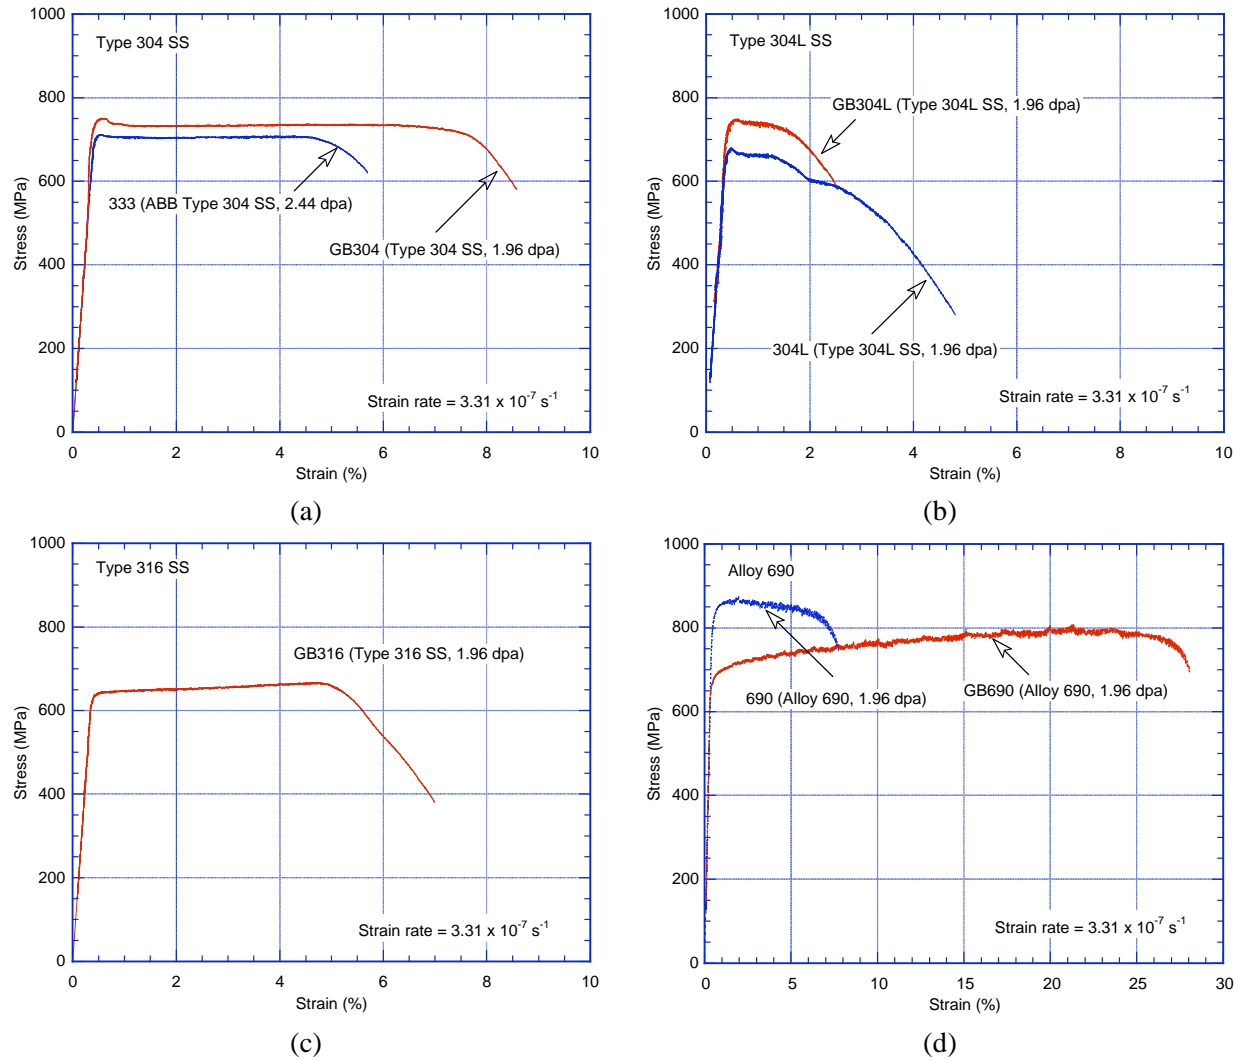 Type 304 SS
1000
800
600
400
200
0
Stress (MPa)
333 (ABB Type 304 SS, 2.44 dpa)
GB304 (Type 304 SS, 1.96 dpa)
Strain rate = 3.31 x 10-7 s-1
0 2 4 6 8 10
Strain (%)
(a)
Type 304L SS
1000
800
600
400
200
0
Stress (MPa)
GB304L (Type 304L SS, 1.96 dpa)
304L (Type 304L SS, 1.96 dpa)
Strain rate = 3.31 x 10-7 s-1
0 2 4 6 8 10
Strain (%)
(b)
Type 316 SS
1000
800
600
400
200
0
Stress (MPa)
GB316 (Type 316 SS, 1.96 dpa)
Strain rate = 3.31 x 10-7 s-1
0 2 4 6 8 10
Strain (%)
(c)
Alloy 690
1000
800
600
400
200
0
Stress (MPa)
690 (Alloy 690, 1.96 dpa)
GB690 (Alloy 690, 1.96 dpa)
Strain rate = 3.31 x 10-7 s-1
0 5 10 15 20 25 30
Strain (%)
(d)